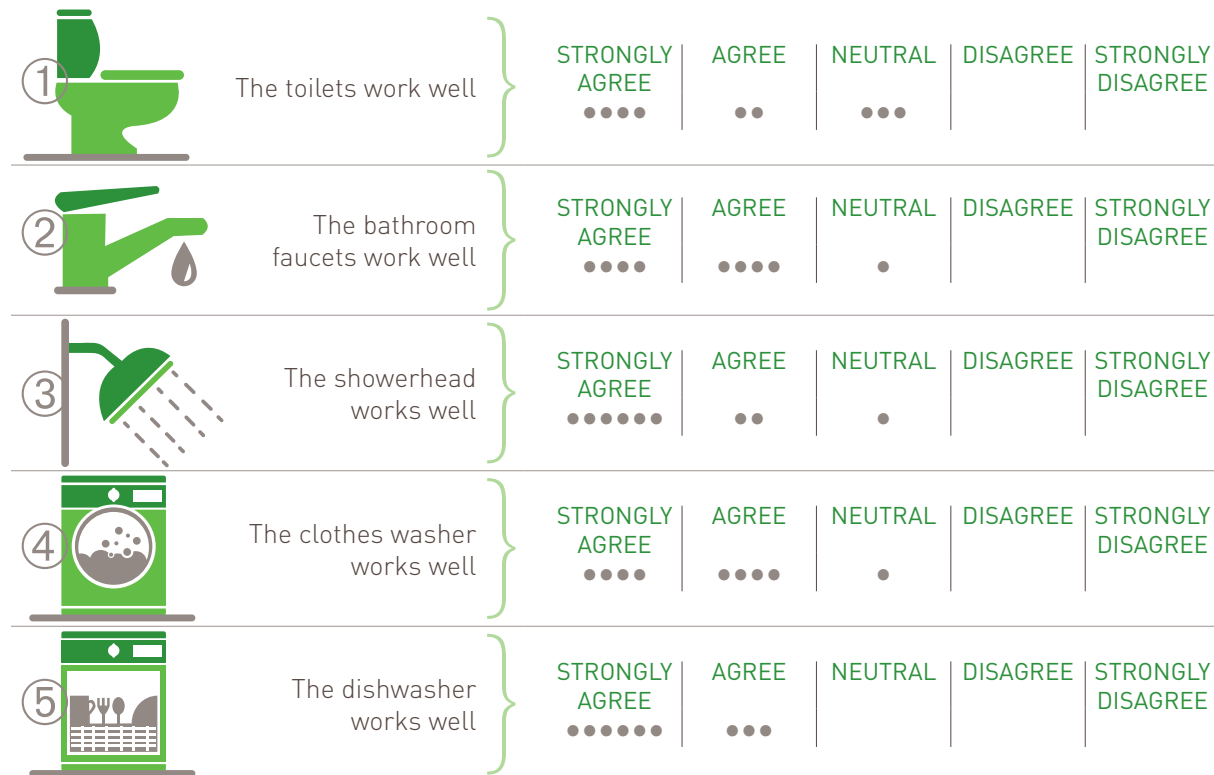 1
The toilets work well
STRONGLY AGREE
AGREE
NEUTRAL
DISAGREE
STRONGLY DISAGREE
2
The bathroom
faucets work well
STRONGLY AGREE
AGREE
NEUTRAL
DISAGREE
STRONGLY DISAGREE
3
The showerhead
works well
STRONGLY AGREE
AGREE
NEUTRAL
DISAGREE
STRONGLY DISAGREE
4
The clothes washer
works well
STRONGLY AGREE
AGREE
NEUTRAL
DISAGREE
STRONGLY DISAGREE
5
The dishwasher
works well
STRONGLY AGREE
AGREE
NEUTRAL
DISAGREE
STRONGLY DISAGREE